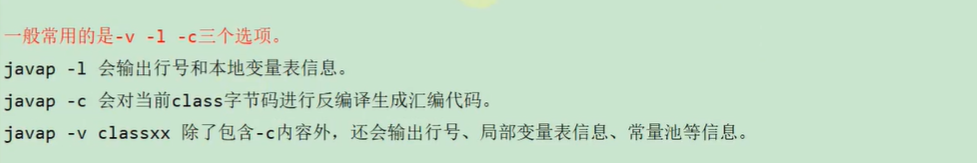 一般常用的是-v -l -c三个选项。
javap -l 会输出行号和本地变量表信息。
javap -c 会对当前class字节码进行反编译生成汇编代码。
javap -v classxx 除了包含-c内容外，还会输出行号、局部变量表信息、常量池等信息。